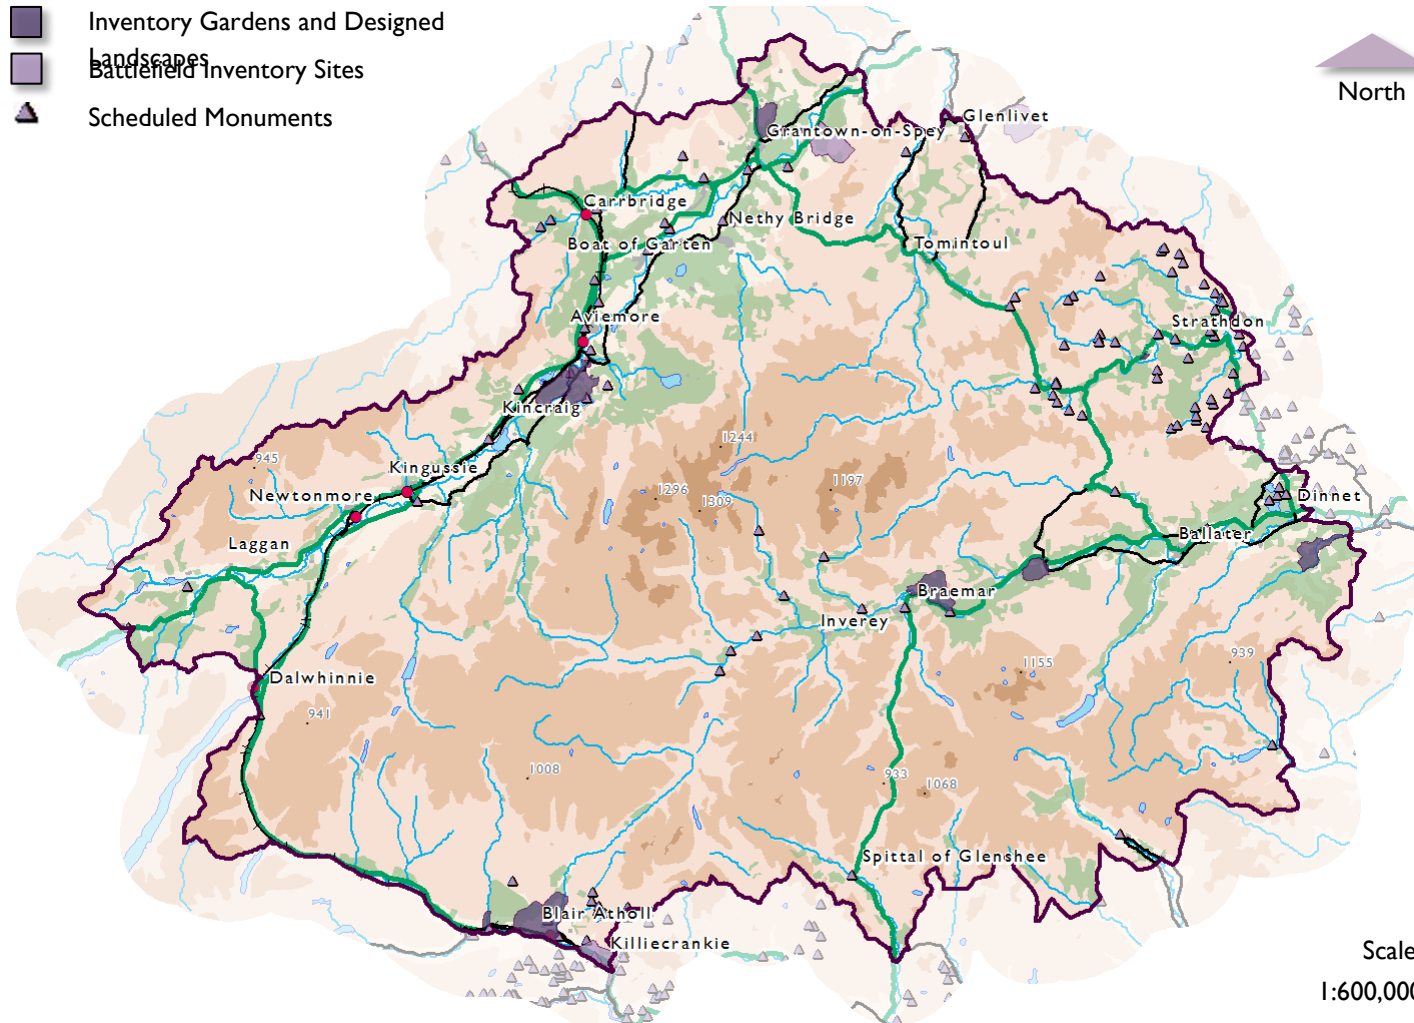 Inventory Gardens and Designed
Landscapes
Battlefield Inventory Sites
Scheduled Monuments
North
Glenlivet
Grantown-on-Spey
Carrbridge
Nethy Bridge
Boat of Garten
Tomintoul
Aviemore
Strathdon
Kincraig
1244
945
Kingussie
1197
Newtonmore
1296
1309
Dinnet
Laggan
Ballater
Braemar
Inverey
939
1155
Dalwhinnie
941
1008
933
1068
Spittal of Glenshee
Blair Atholl
Killiecrankie
Scale
1:600,000